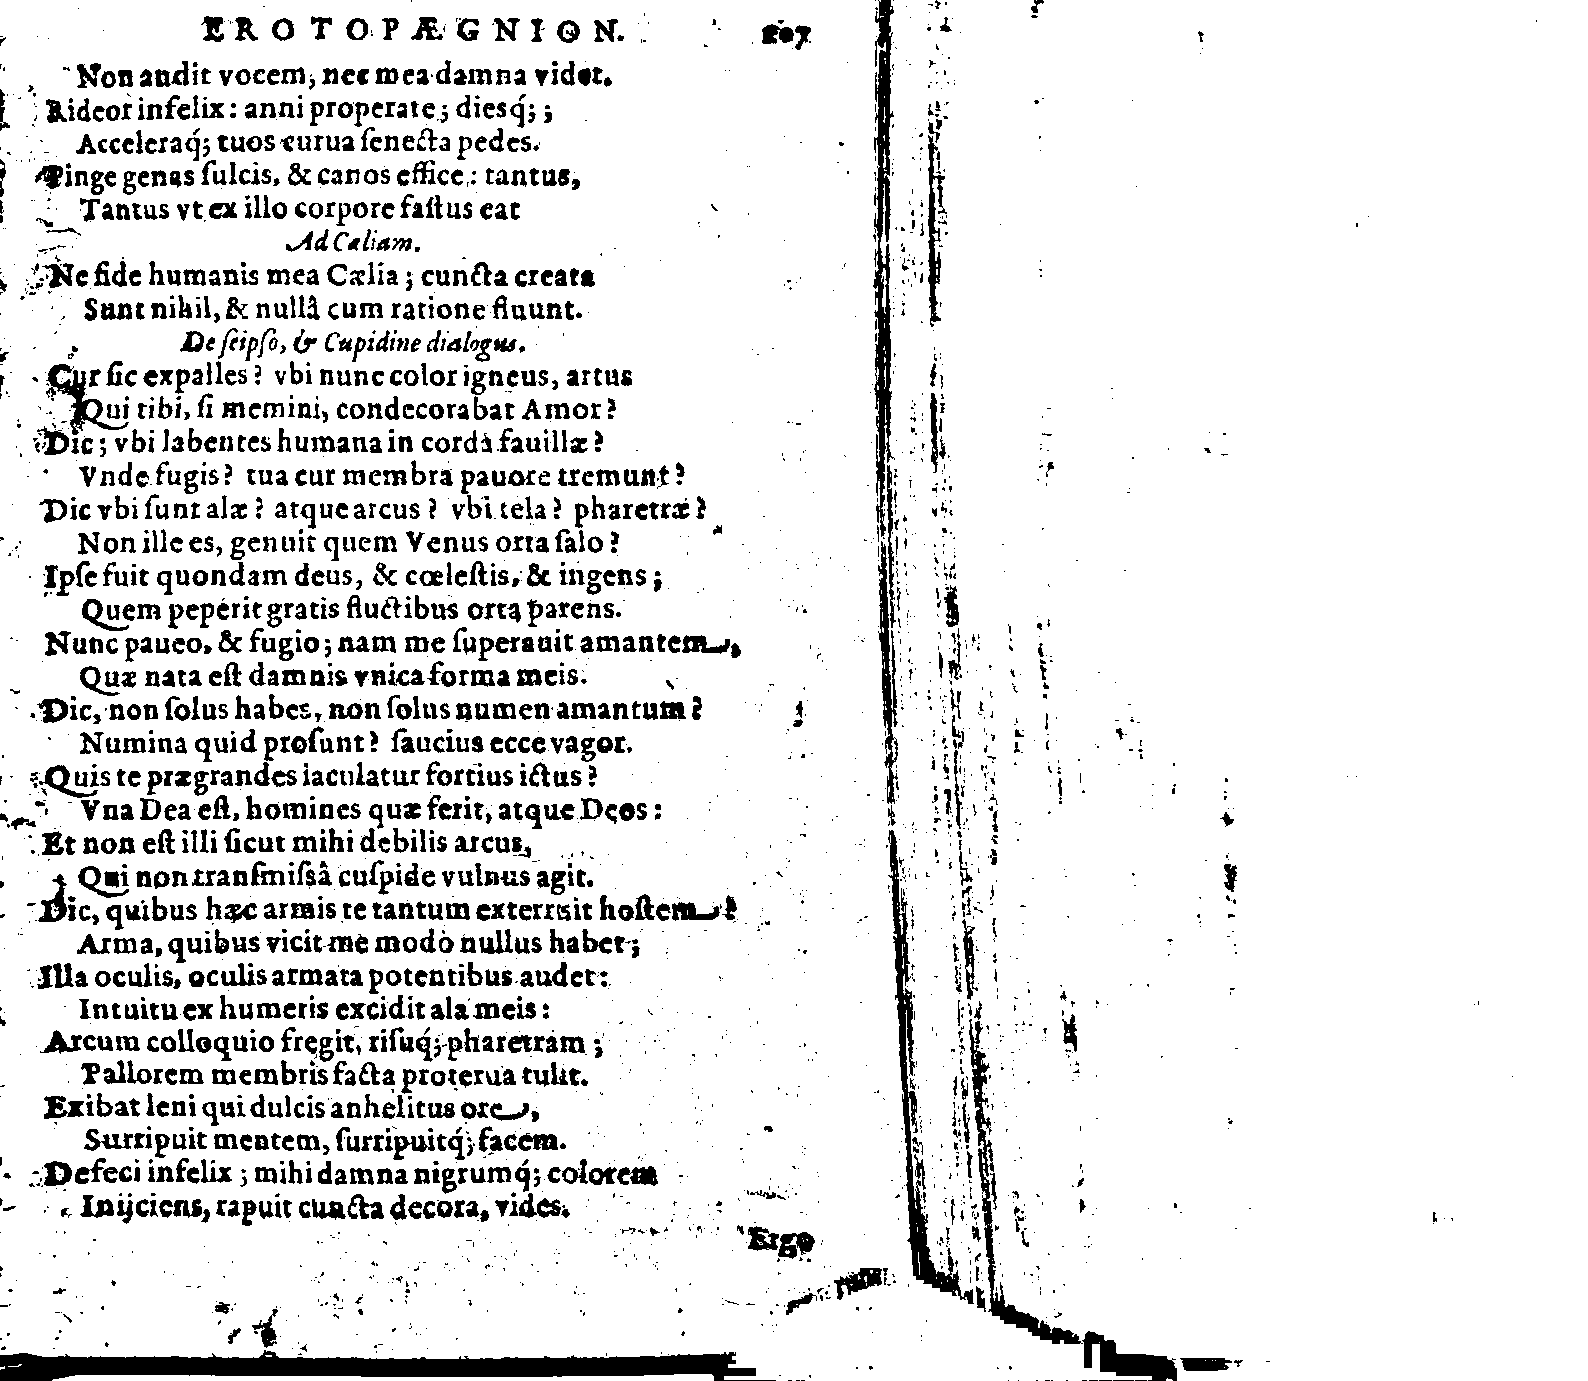 EROTOPÆGNION. 207
Non audit vocem, nec mea damna videt.
Rideor infelix: anni properate; diesq́; ;
Acceleraq́; tuos curua ſenecta pedes.
Pinge genas ſulcis, & canos effice: tantus,
Tantus vt ex illo corpore faſtus eat
Ad Cæliam.
Ne fide humanis mea Cælia; cuncta creata
Sunt nihil, & nullâ cum ratione fluunt.
De ſeipſo, & Cupidine dialogus.
Cur ſic expalles? vbi nunc color igneus, artus
Qui tibi, ſi memini, condecorabat Amor?
Dic; vbi labentes humana in corda fauillæ?
Vnde fugis? tua cur membra pauore tremunt?
Dic vbi ſunt alæ? atque arcus? vbi tela? pharetræ?
Non ille es, genuit quem Venus orta ſalo?
Ipſe fuit quondam deus, & cœleſtis, & ingens;
Quem peperit gratis fluctibus orta parens.
Nunc paueo, & fugio; nam me ſuperauit amantem,
Quæ nata eſt damnis vnica forma meis.
Dic, non ſolus habes, non ſolus numen amantum?
Numina quid proſunt? ſaucius ecce vagor.
Quis te prægrandes iaculatur fortius ictus?
Vna Dea eſt, homines quæ ferit, atque Deos:
Et non eſt illi ſicut mihi debilis arcus,
Qui non tranſmiſsâ cuſpide vulnus agit.
Dic, quibus hæc armis te tantum exterruit hoſtem?
Arma, quibus vicit me modò nullus habet;
Illa oculis, oculis armata potentibus audet:
Intuitu ex humeris excidit ala meis:
Arcum colloquio fregit, riſuq́; pharetram;
Pallorem membris facta proterua tulit.
Exibat leni qui dulcis anhelitus ore,
Surripuit mentem, ſurripuitq́; facem.
Defeci infelix; mihi damna nigrumq́; colorem
Inijciens, rapuit cuncta decora, vides.
Ergo